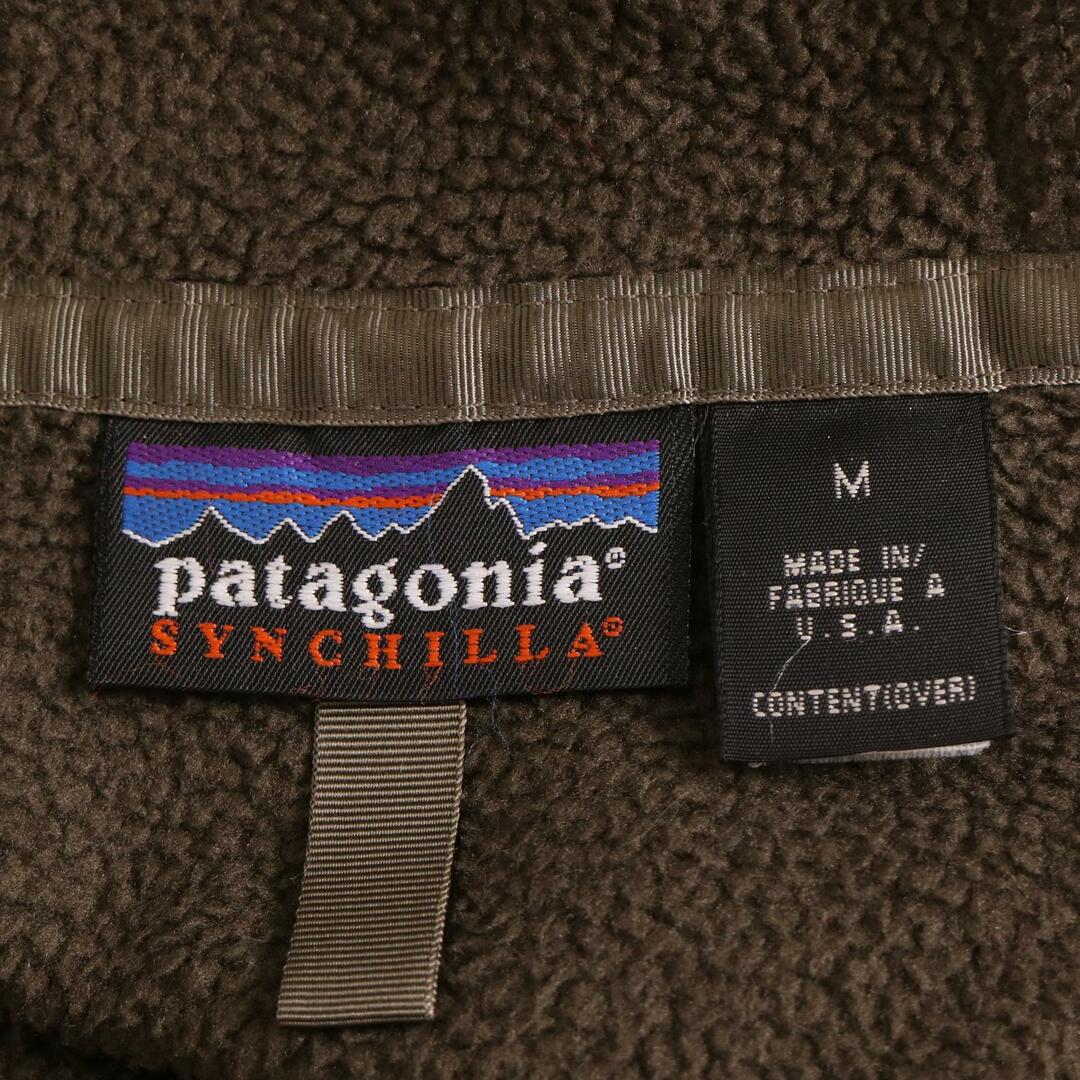 patagonia®
SYNCHILLA®
M
MADE IN/
FABRIQUE A
U.S.A.
CONTENT(OVER)